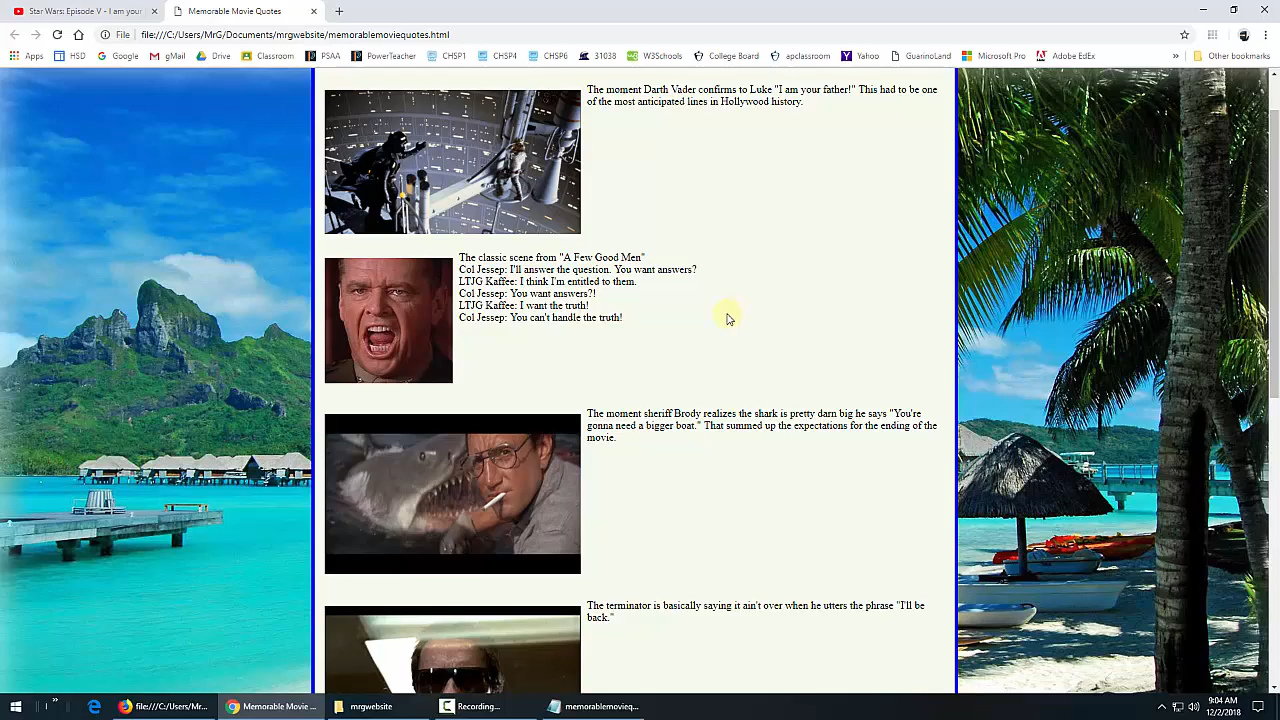 Star Wars: Episode V - I am your
Memorable Movie Quotes
File
file:///C:/Users/MrG/Documents/mrgwebsite/memorablemoviequotes.html
Apps
HSD
Google
gMail
Drive
Classroom
PSAA
PowerTeacher
CHSP1
CHSP4
CHSP6
31038
W3Schools
College Board
apclassroom
Yahoo
GuarinoLand
Microsoft Pro
Adobe EdEx
»
Other bookmarks
The moment Darth Vader confirms to Luke "I am your father!" This had to be one
of the most anticipated lines in Hollywood history.
The classic scene from "A Few Good Men"
Col Jessep: I'll answer the question. You want answers?
LTJG Kaffee: I think I'm entitled to them.
Col Jessep: You want answers?!
LTJG Kaffee: I want the truth!
Col Jessep: You can't handle the truth!
The moment sheriff Brody realizes the shark is pretty darn big he says "You're
gonna need a bigger boat." That summed up the expectations for the ending of the
movie.
The terminator is basically saying it ain't over when he utters the phrase "I'll be
back."
»
file:///C:/Users/Mr...
Memorable Movie ...
mrgwebsite
Recording...
memorablemovieq...
9:04 AM
12/2/2018